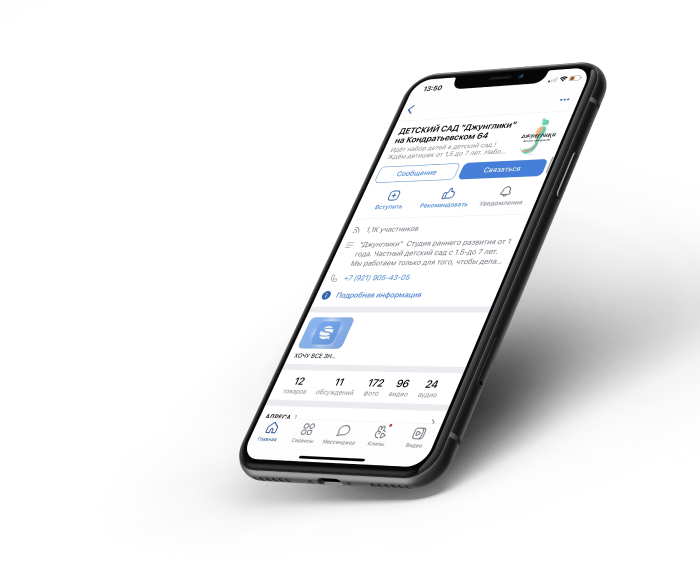 13:50
ДЕТСКИЙ САД "Джунглики"
на Кондратьевском 64
Идёт набор детей в детский сад !
Ждём детишек от 1,5 до 7 лет. Набо...
ДЖУНГЛИКИ
Сообщение
Связаться
Вступить
Рекомендовать
Уведомления
1,1K участников
"Джунглики" Студия раннего развития от 1
года. Частный детский сад с 1.5-до 7 лет.
Мы работаем только для того, чтобы дела...
+7 (921) 905-43-05
Подробная информация
ХОЧУ ВСЕ ЗН...
12 11 172 96 24
товаров обсуждений фото видео аудио
АДРЕСА 1
Главная Сервисы Мессенджер Клипы Видео